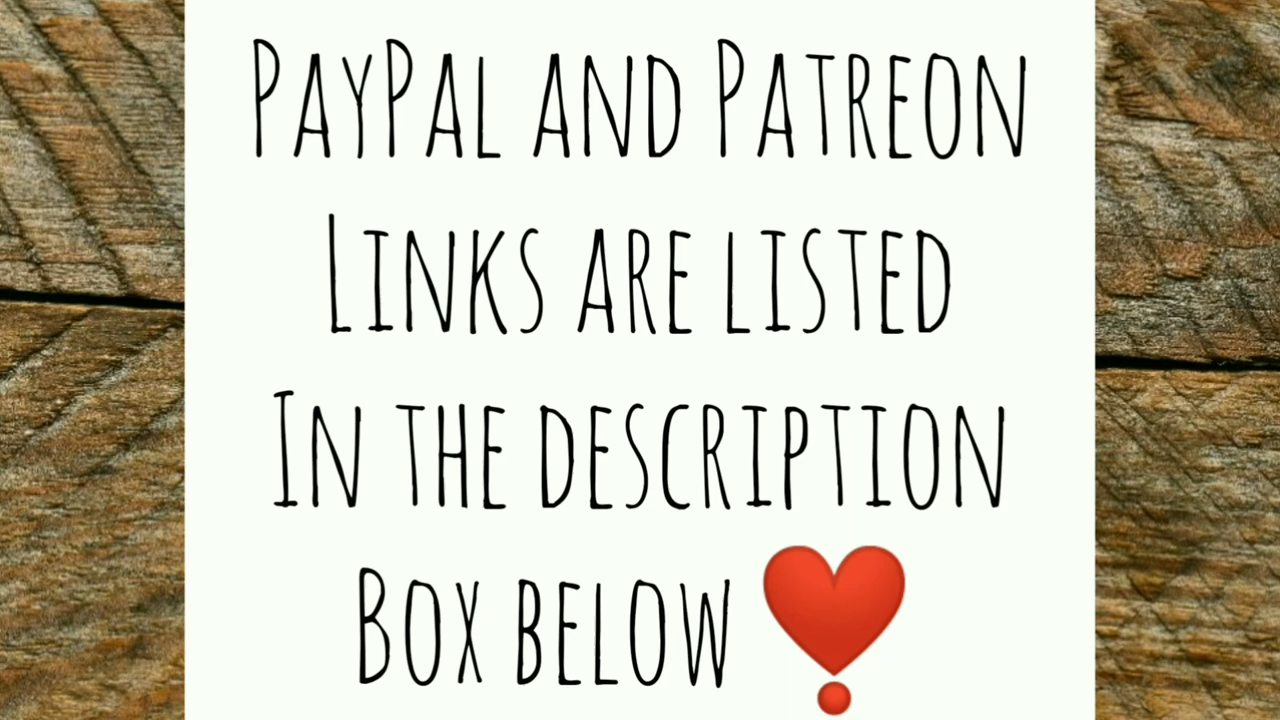 PayPal and Patreon
Links are listed
In the description
Box below ❣️